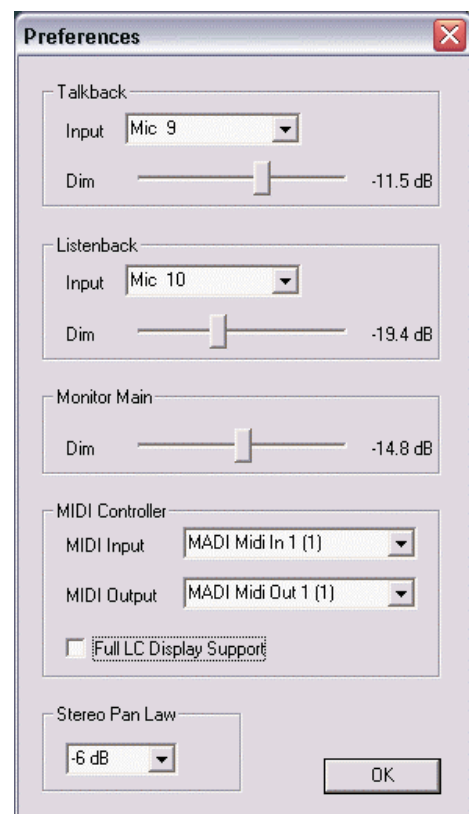 Preferences
Talkback
Input Mic 9
Dim -11.5 dB
Listenback
Input Mic 10
Dim -19.4 dB
Monitor Main
Dim -14.8 dB
MIDI Controller
MIDI Input MADI Midi In 1 (1)
MIDI Output MADI Midi Out 1 (1)
Full LC Display Support
Stereo Pan Law
-6 dB
OK